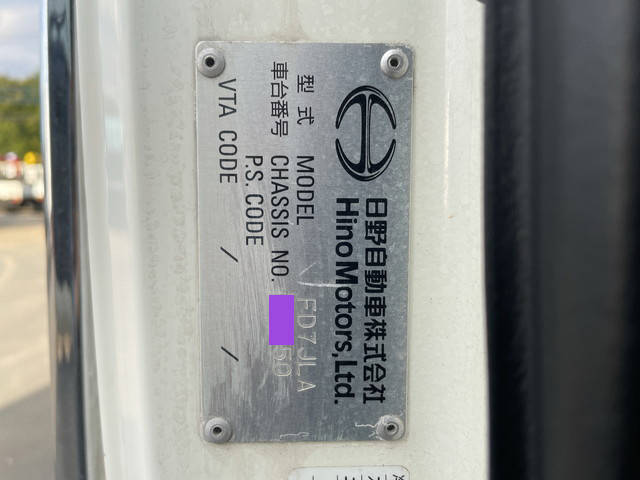 日野自動車株式会社
Hino Motors, Ltd.
型式 MODEL FD7JLA
車台番号 CHASSIS NO. 50
P.S. CODE /
VTA CODE /